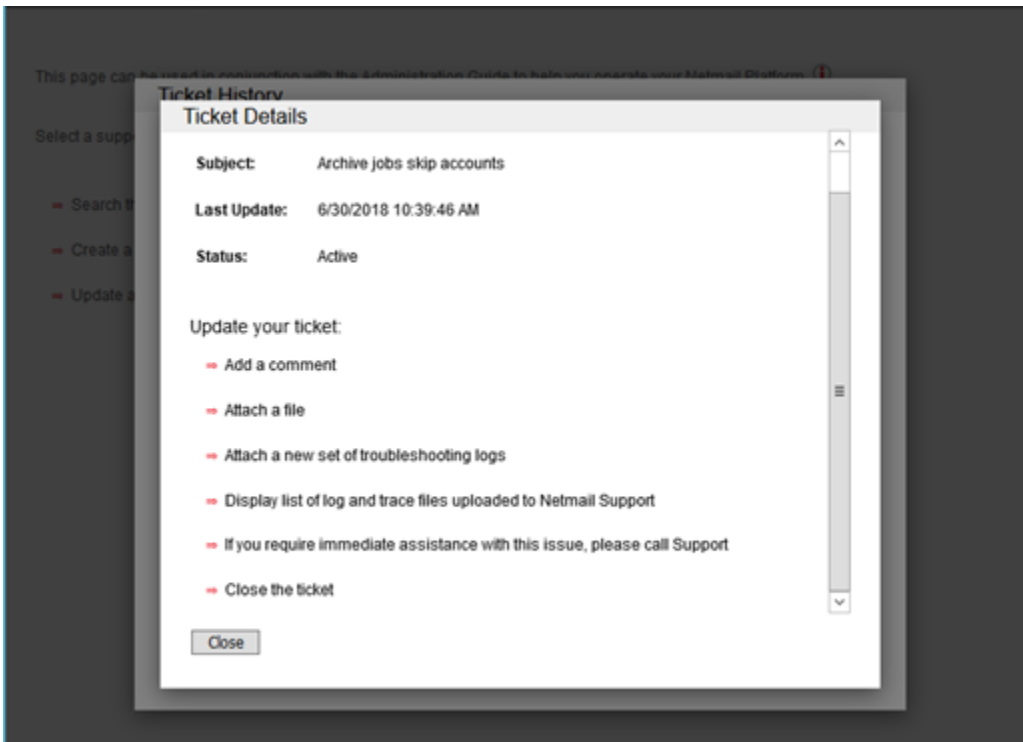 This page can be used in conjunction with the Administration Guide to help you operate your Netmail Platform.
Ticket History
Ticket Details
Select a supp
Subject: Archive jobs skip accounts
Search th
Last Update: 6/30/2018 10:39:46 AM
Create a
Status: Active
Update a
Update your ticket:
Add a comment
Attach a file
Attach a new set of troubleshooting logs
Display list of log and trace files uploaded to Netmail Support
If you require immediate assistance with this issue, please call Support
Close the ticket
Close